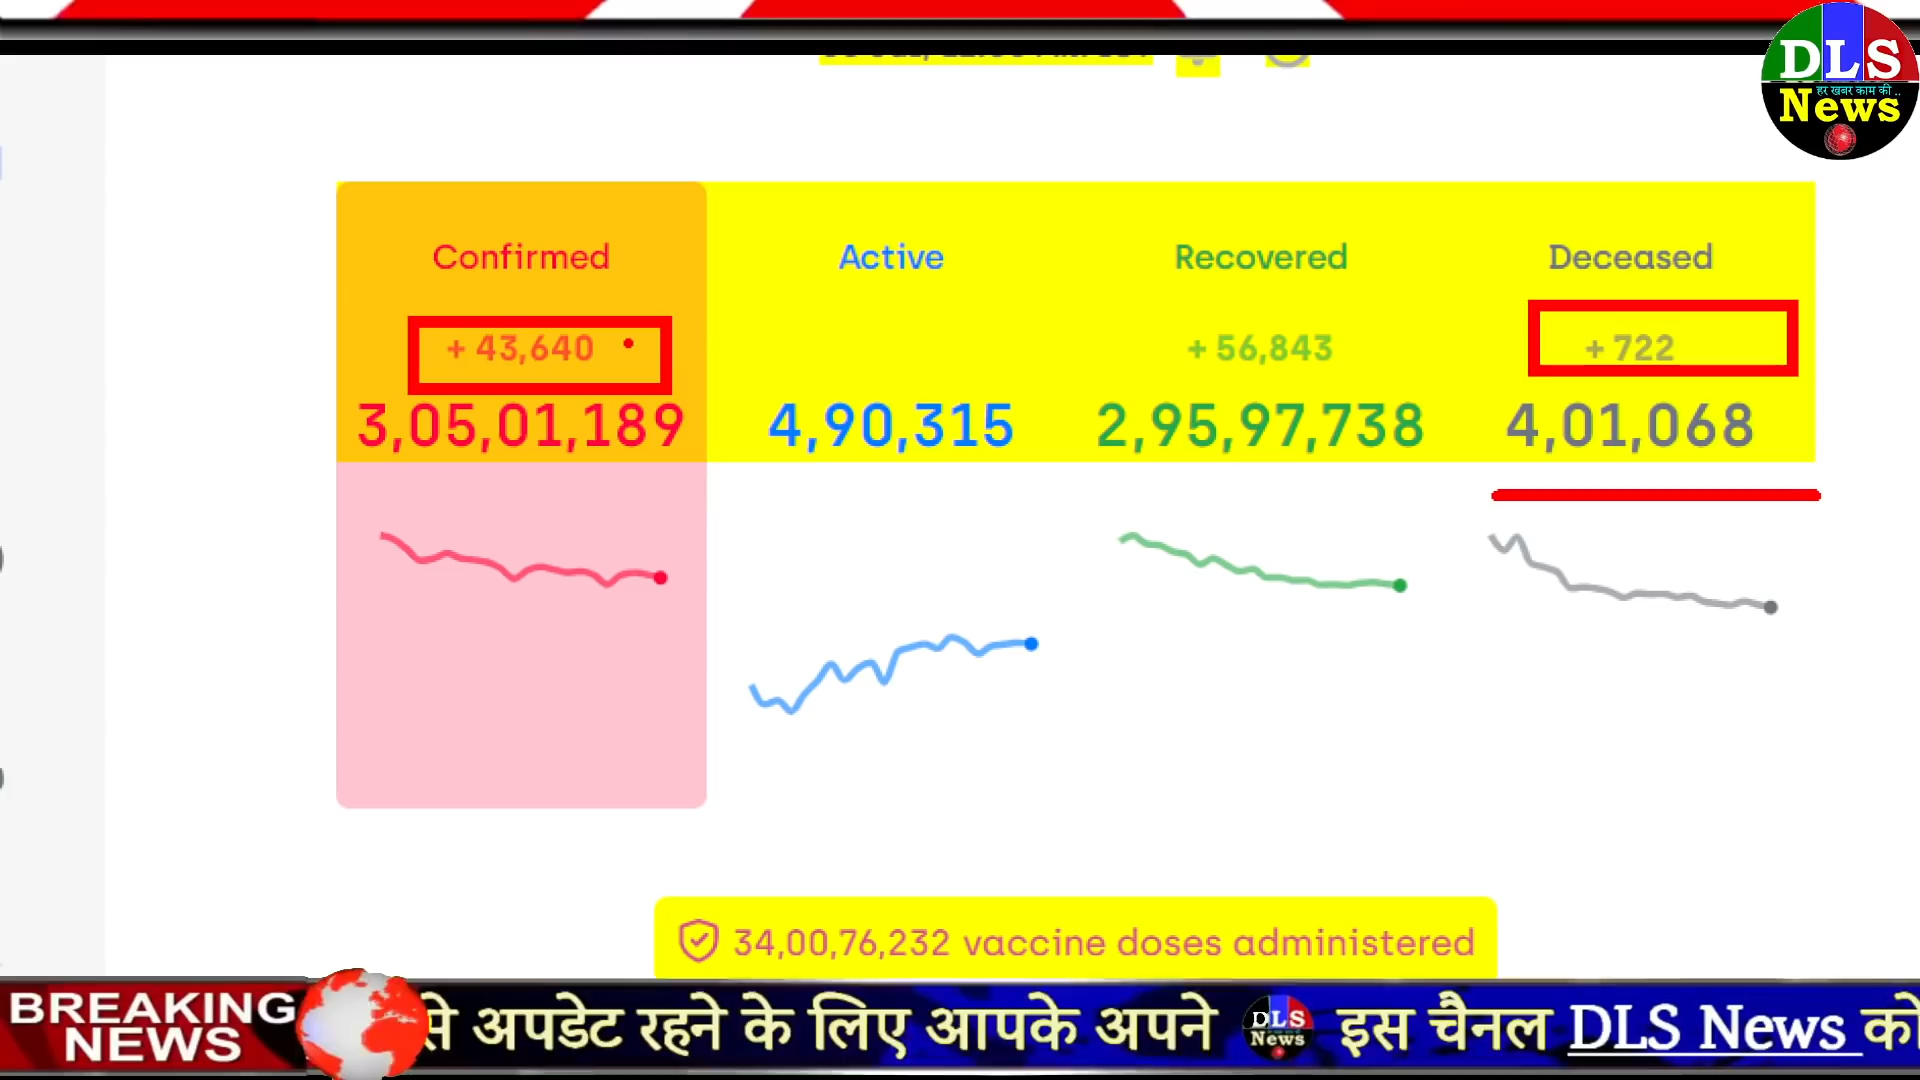 DLS
हर खबर काम की ..
News
Confirmed Active Recovered Deceased
+ 43,640 + 56,843 + 722
3,05,01,189 4,90,315 2,95,97,738 4,01,068
34,00,76,232 vaccine doses administered
BREAKING
NEWS
से अपडेट रहने के लिए आपके अपने DLS News इस चैनल DLS News को